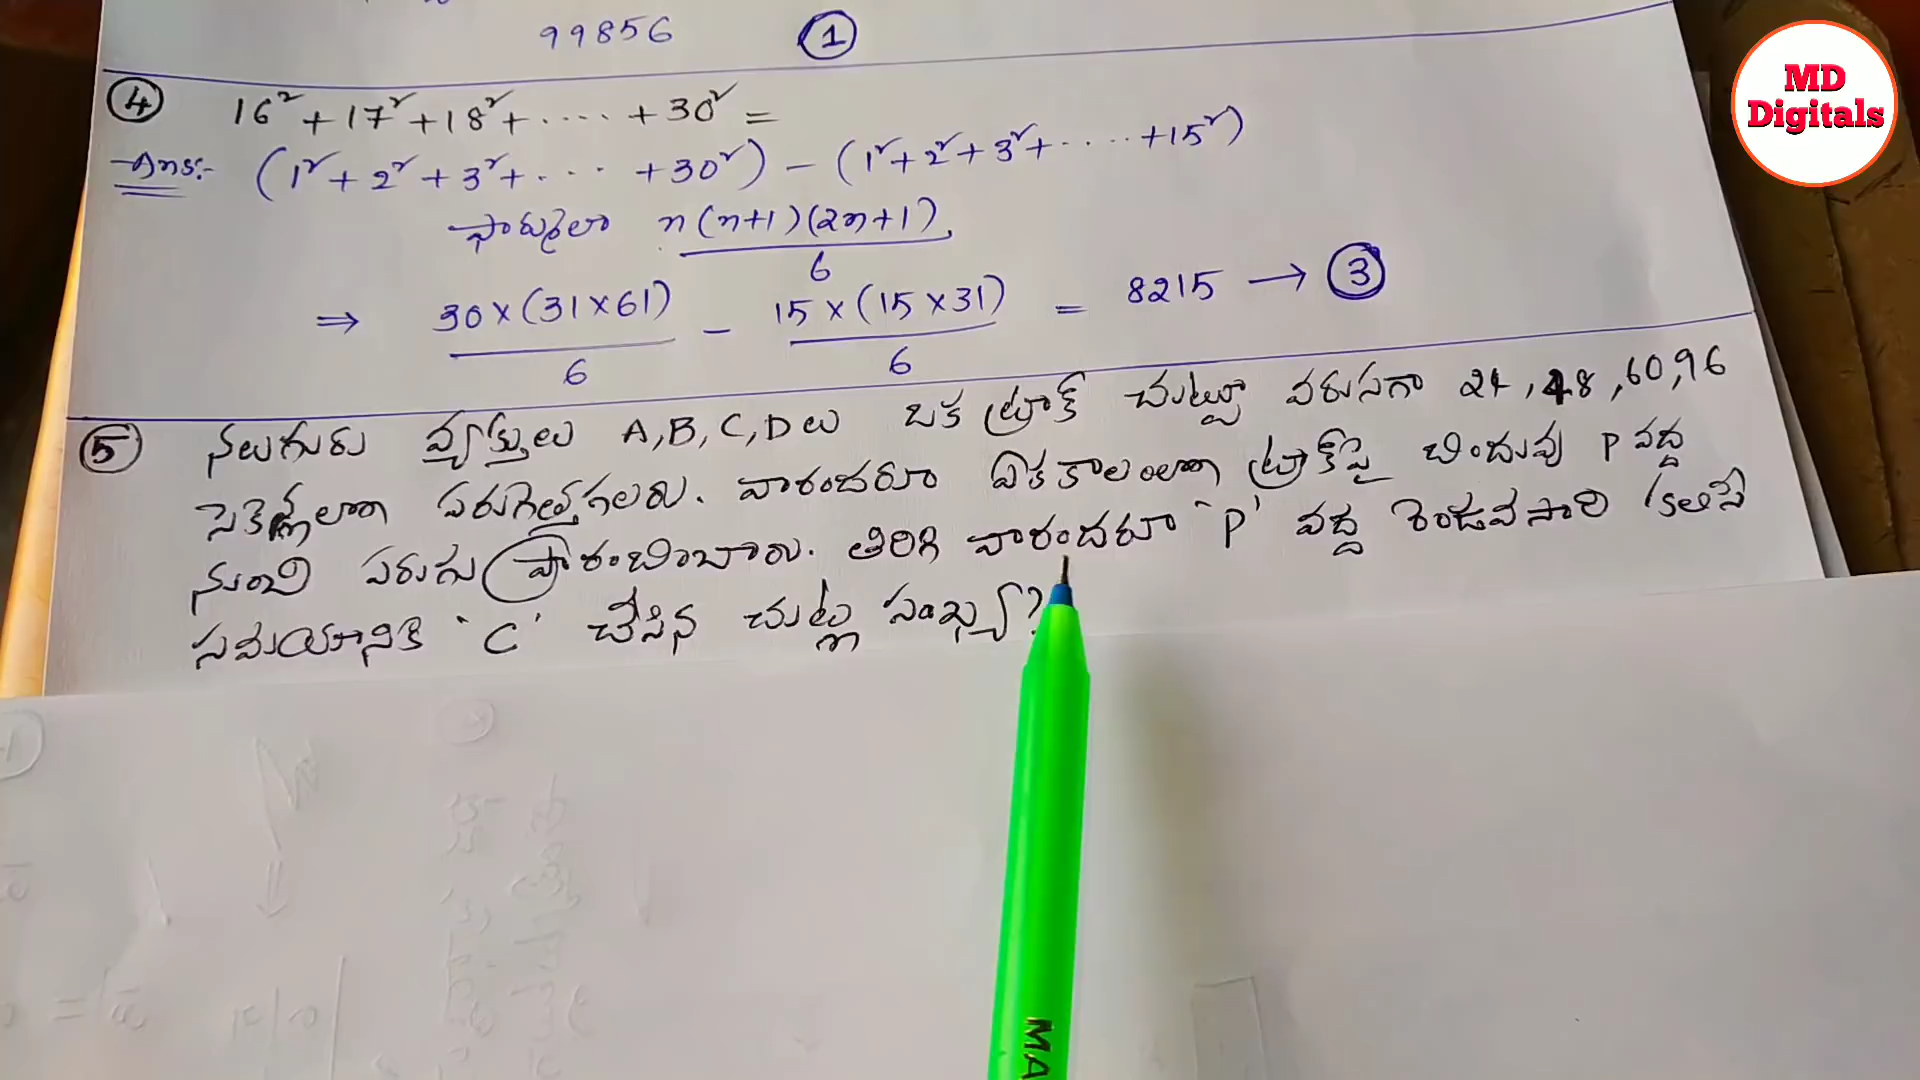 99856 ①
MD
Digitals
④ 16² + 17² + 18² + ..... + 30² =
Ans:- (1² + 2² + 3² + . . . . + 30²) - (1² + 2² + 3² + ..... + 15²)
ఫార్ములా n(n+1)(2n+1)
6
⇒ 30×(31×61) - 15×(15×31) = 8215 → ③
6 6
⑤ నలుగురు వ్యక్తులు A,B,C,D లు ఒక ట్రాక్ చుట్టూ వరుసగా 24, 48, 60, 96
సెకెన్లలో పరుగెత్తగలరు. వారందరూ ఏకకాలంలో ట్రాక్‌పై బిందువు P వద్ద
నుంచి పరుగు ప్రారంభించారు. తిరిగి వారందరూ 'P' వద్ద రెండవసారి కలిసే
సమయానికి 'C' చేసిన చుట్ల సంఖ్య?
MA